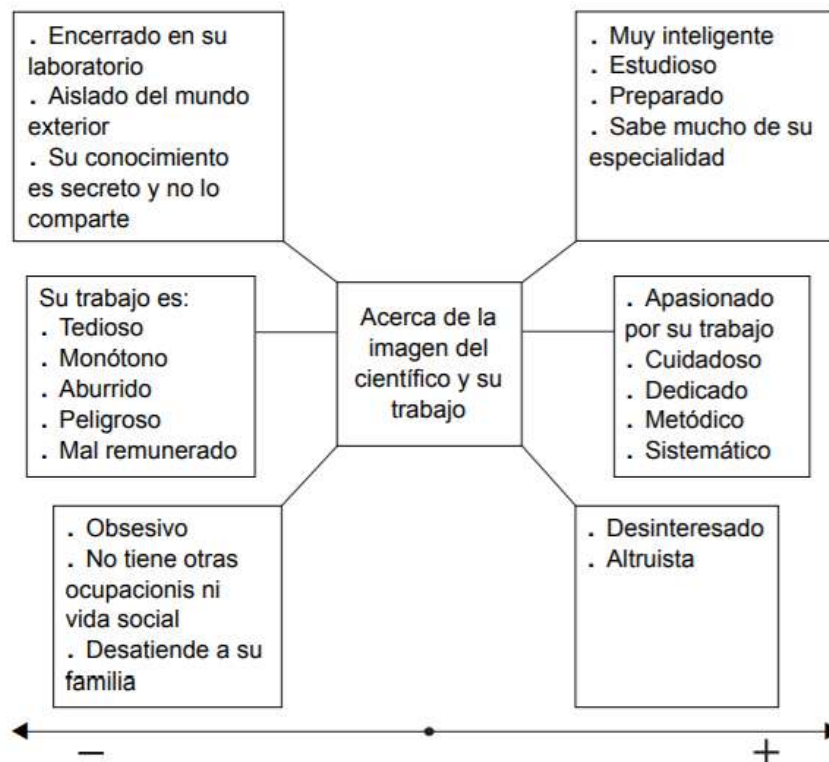 . Encerrado en su
laboratorio
. Aislado del mundo
exterior
. Su conocimiento
es secreto y no lo
comparte
. Muy inteligente
. Estudioso
. Preparado
. Sabe mucho de su
especialidad
Su trabajo es:
. Tedioso
. Monótono
. Aburrido
. Peligroso
. Mal remunerado
Acerca de la
imagen del
científico y su
trabajo
. Apasionado
por su trabajo
. Cuidadoso
. Dedicado
. Metódico
. Sistemático
. Obsesivo
. No tiene otras
ocupacionis ni
vida social
. Desatiende a su
familia
. Desinteresado
. Altruista
− +